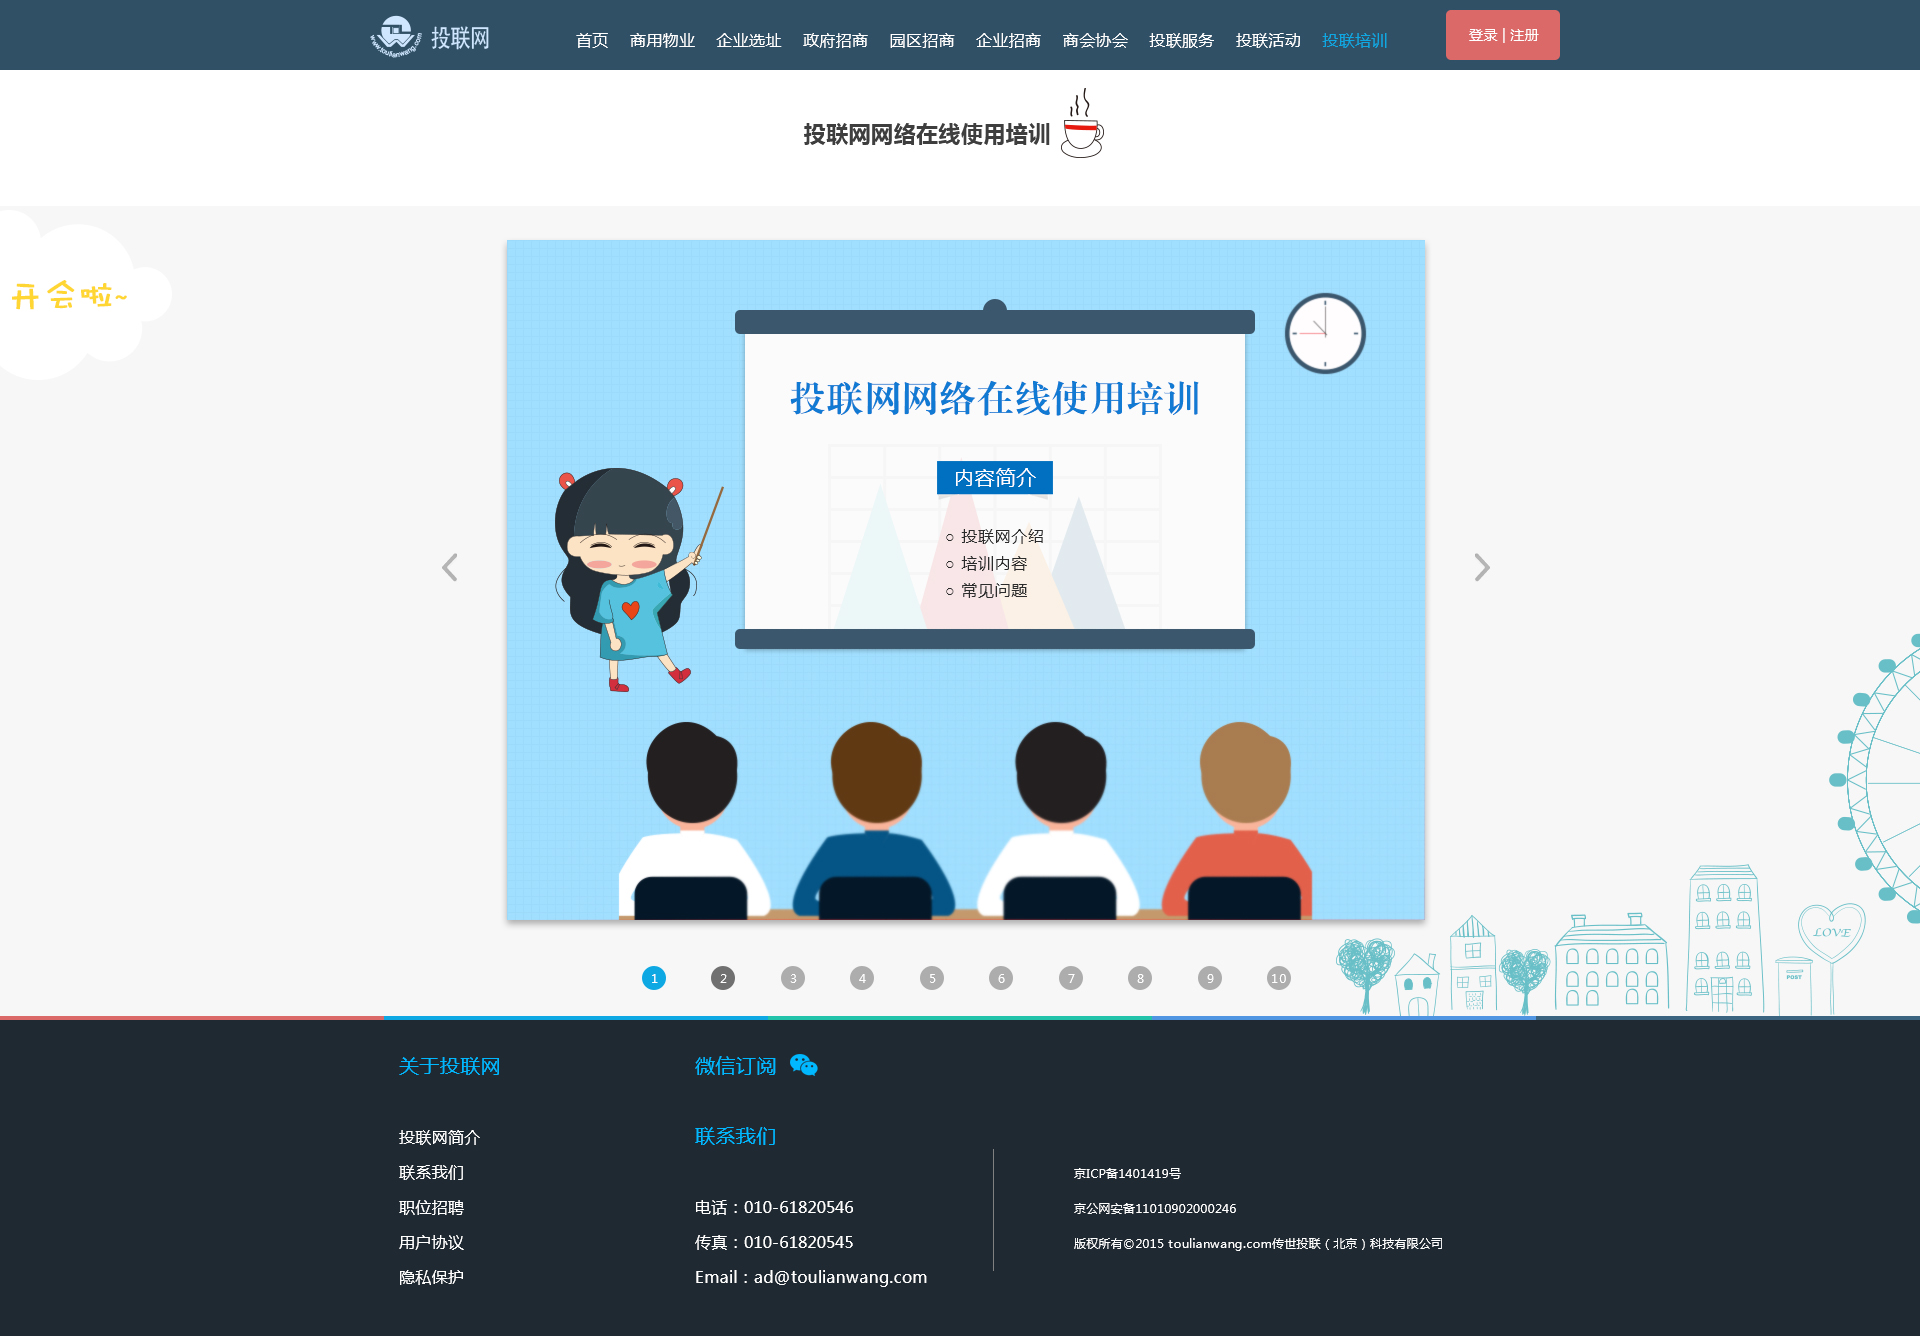 www.toulianwang.com 投联网
首页 商用物业 企业选址 政府招商 园区招商 企业招商 商会协会 投联服务 投联活动 投联培训
登录 | 注册
投联网网络在线使用培训
开会啦~
投联网网络在线使用培训
内容简介
○ 投联网介绍
○ 培训内容
○ 常见问题
LOVE
POST
1 2 3 4 5 6 7 8 9 10
关于投联网
投联网简介
联系我们
职位招聘
用户协议
隐私保护
微信订阅
联系我们
电话：010-61820546
传真：010-61820545
Email：ad@toulianwang.com
京ICP备1401419号
京公网安备11010902000246
版权所有©2015 toulianwang.com传世投联（北京）科技有限公司